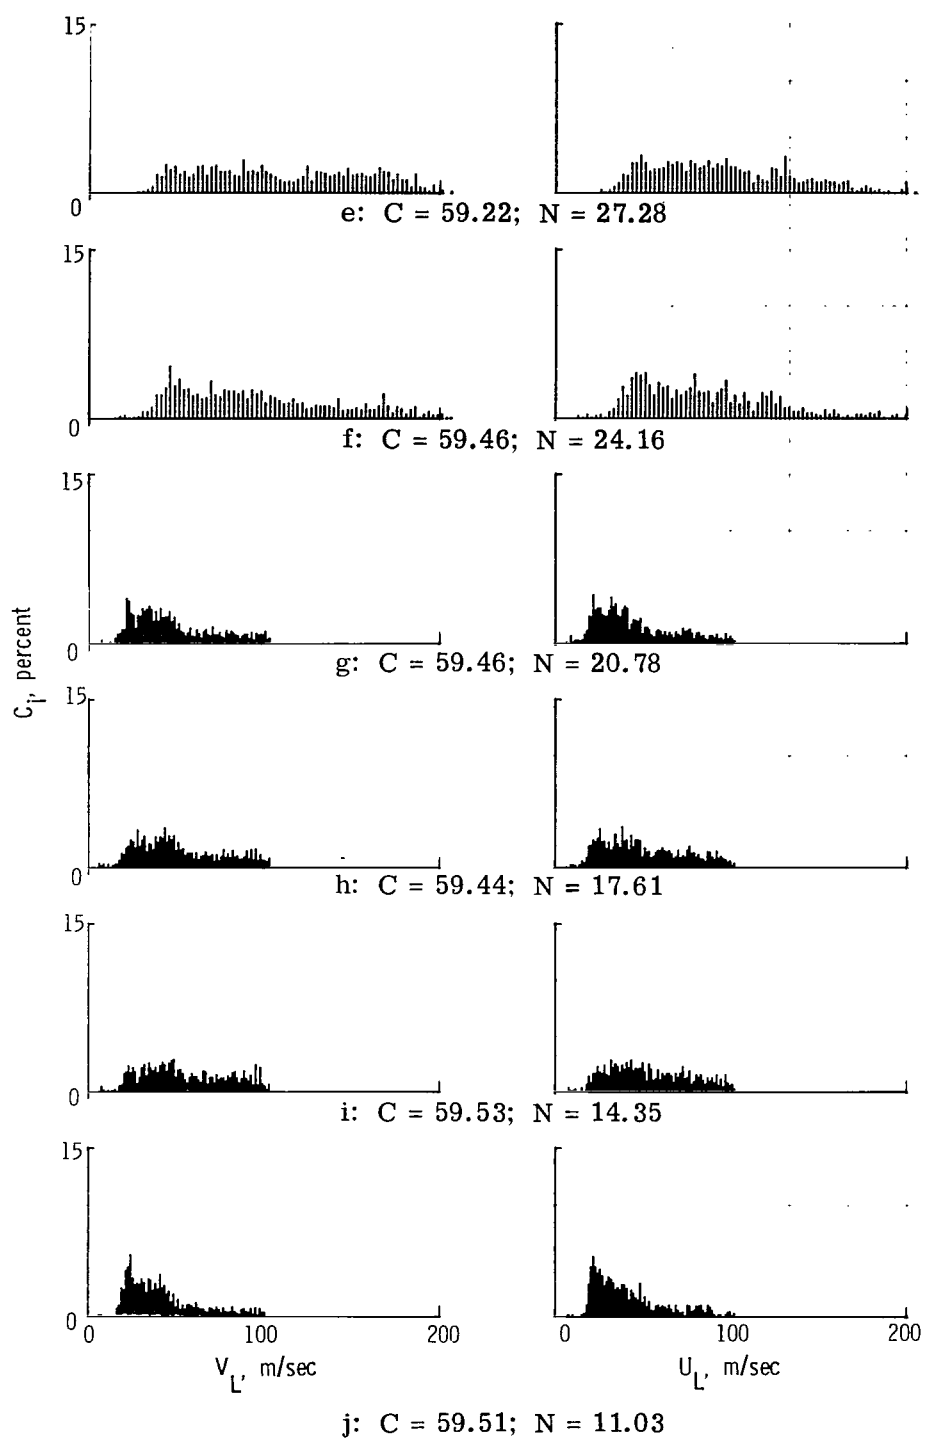 15
0
e: C = 59.22; N = 27.28
15
0
f: C = 59.46; N = 24.16
15
0
g: C = 59.46; N = 20.78
C_i, percent
15
0
h: C = 59.44; N = 17.61
15
0
i: C = 59.53; N = 14.35
15
0
0 100 200 0 100 200
V_L, m/sec U_L, m/sec
j: C = 59.51; N = 11.03